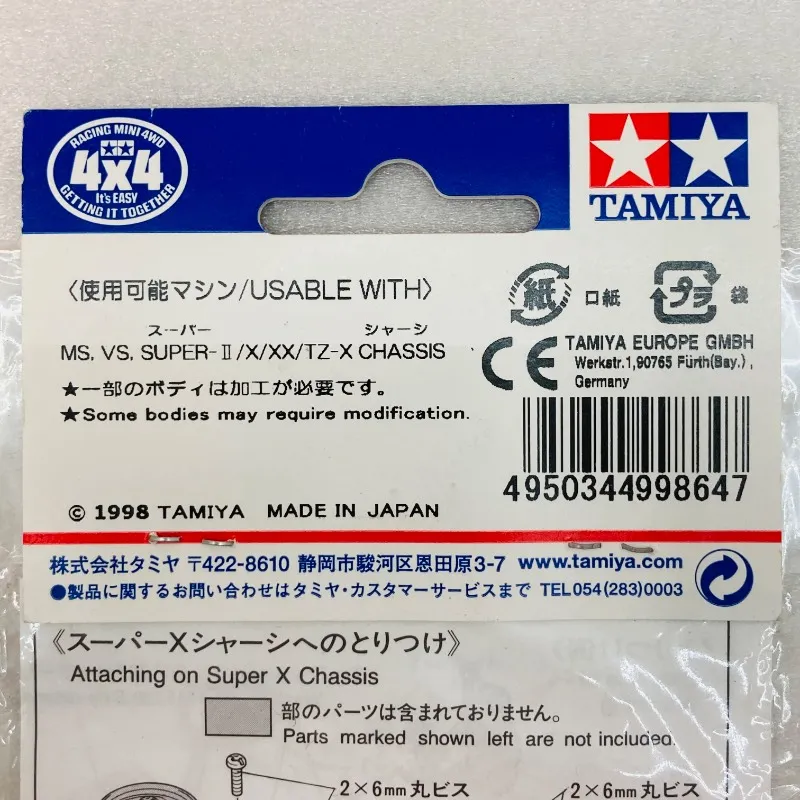 RACING MINI 4WD
4x4
It's EASY
GETTING IT TOGETHER
TAMIYA
〈使用可能マシン/USABLE WITH〉
スーパー シャーシ
MS, VS, SUPER-II/X/XX/TZ-X CHASSIS
★一部のボディは加工が必要です。
★Some bodies may require modification.
紙 口紙 プラ 袋
CE TAMIYA EUROPE GMBH
Werkstr.1,90765 Fürth(Bay.),
Germany
4950344998647
© 1998 TAMIYA MADE IN JAPAN
株式会社タミヤ 〒422-8610 静岡市駿河区恩田原3-7 www.tamiya.com
●製品に関するお問い合わせはタミヤ・カスタマーサービスまで TEL054(283)0003
《スーパーXシャーシへのとりつけ》
Attaching on Super X Chassis
部のパーツは含まれておりません。
Parts marked shown left are not included.
2×6mm丸ビス 2×6mm丸ビス